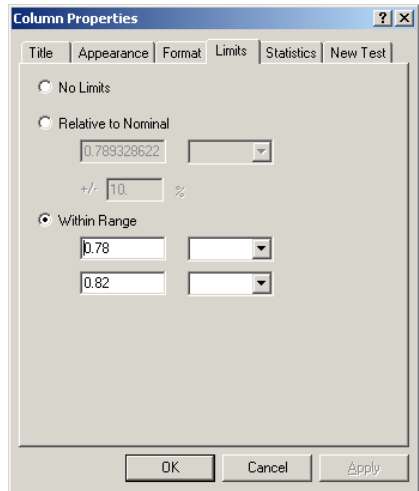 Column Properties
Title Appearance Format Limits Statistics New Test
No Limits
Relative to Nominal
0.789328622
+/- 10. %
Within Range
0.78
0.82
OK Cancel Apply